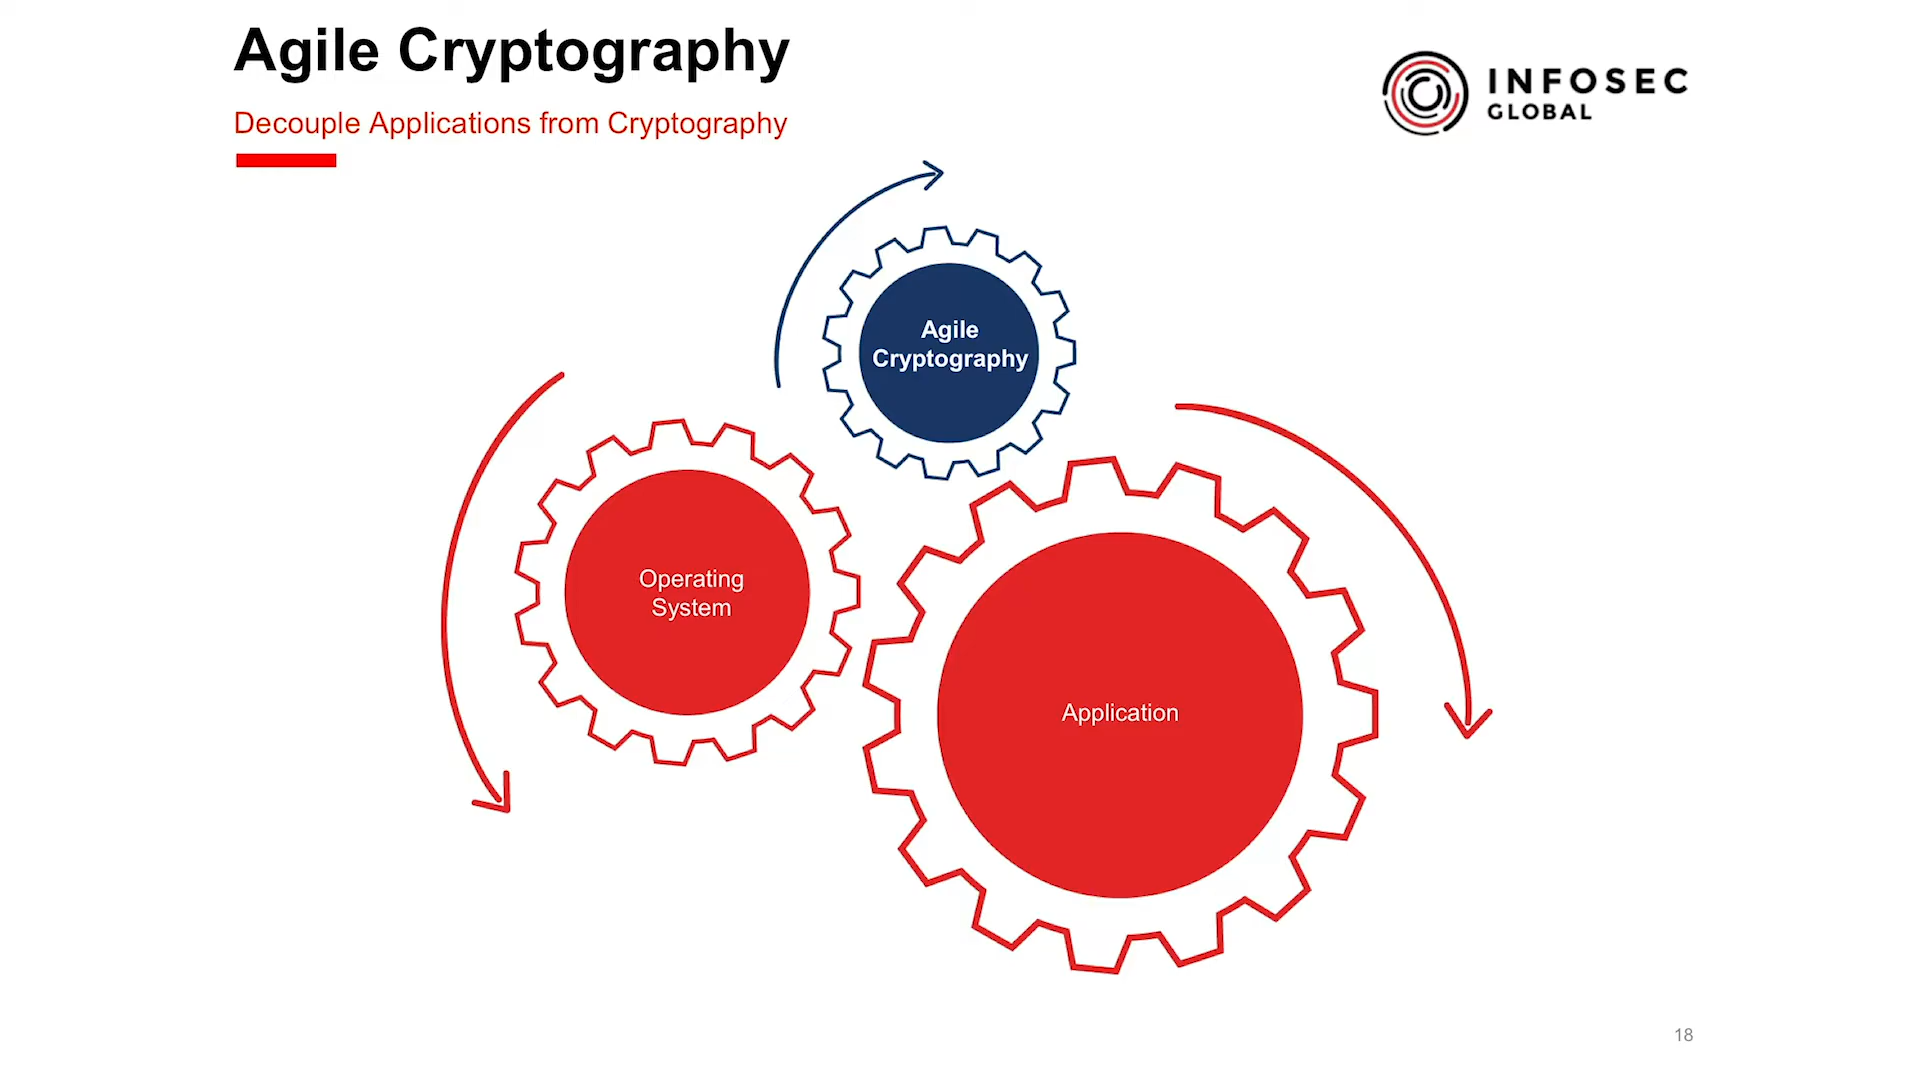 Agile Cryptography
Decouple Applications from Cryptography
INFOSEC
GLOBAL
Agile
Cryptography
Operating
System
Application
18